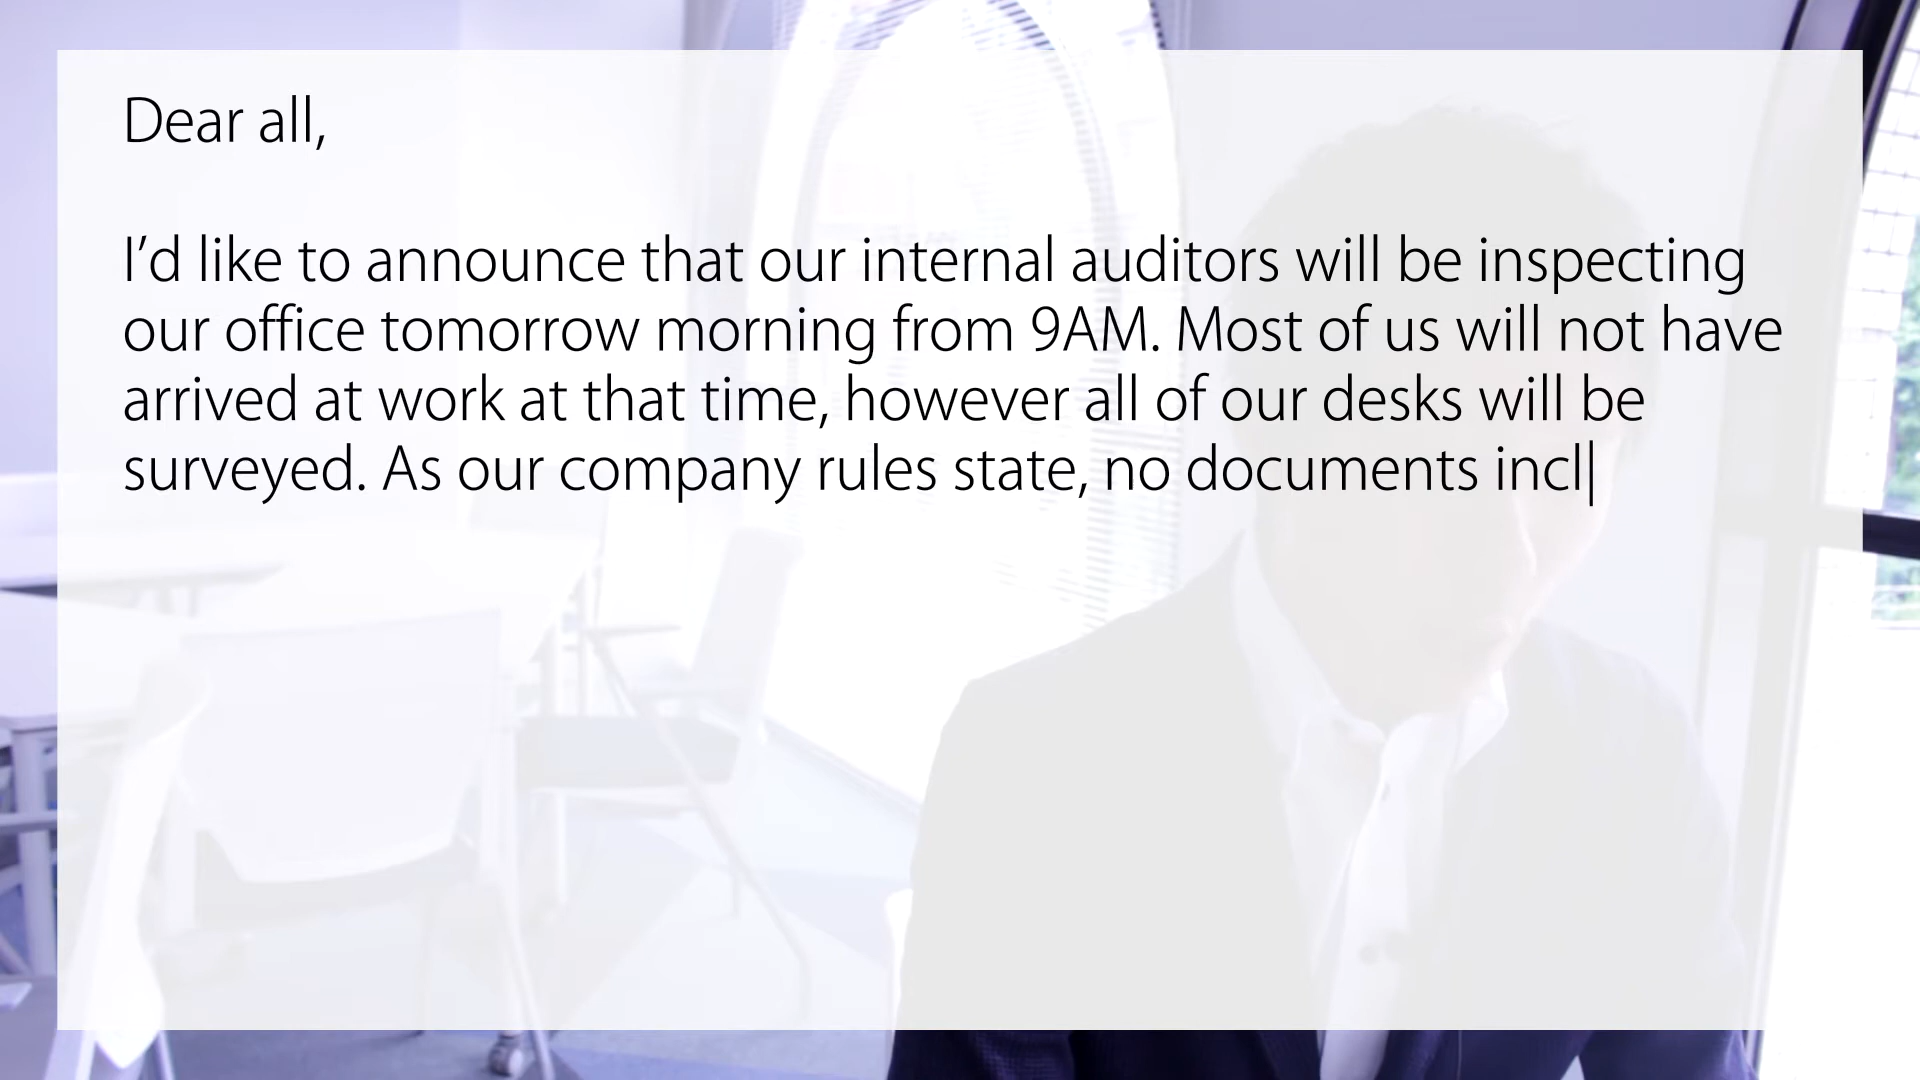 Dear all,
I’d like to announce that our internal auditors will be inspecting
our office tomorrow morning from 9AM. Most of us will not have
arrived at work at that time, however all of our desks will be
surveyed. As our company rules state, no documents incl